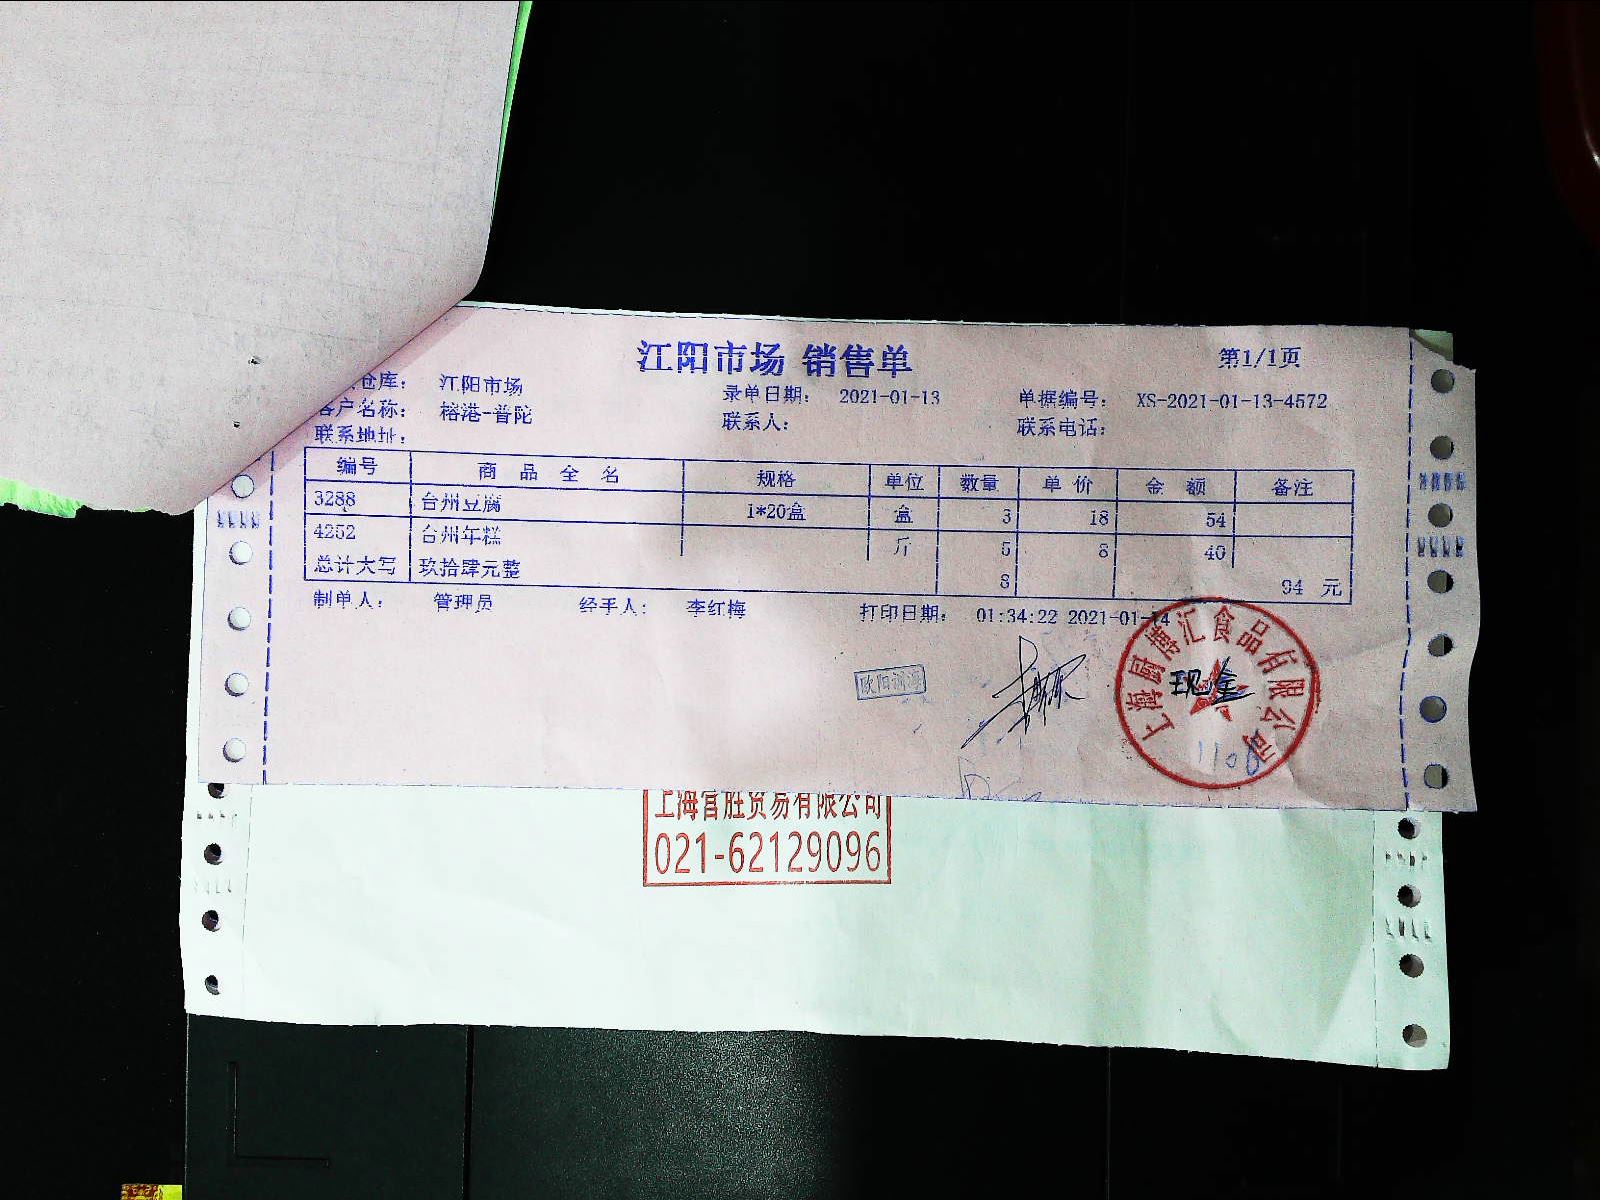 江阳市场 销售单
第1/1页
仓库： 江阳市场 录单日期： 2021-01-13 单据编号： XS-2021-01-13-4572
客户名称： 榕港-普陀 联系人： 联系电话：
联系地址：
编号 商品全名 规格 单位 数量 单价 金额 备注
3288 台州豆腐 1*20盒 盒 3 18 54
4252 台州年糕 斤 5 8 40
总计大写 玖拾肆元整 8 94 元
制单人： 管理员 经手人： 李红梅 打印日期： 01:34:22 2021-01-14
上海厨博汇食品有限公司
现金
上海营胜贸易有限公司
021-62129096